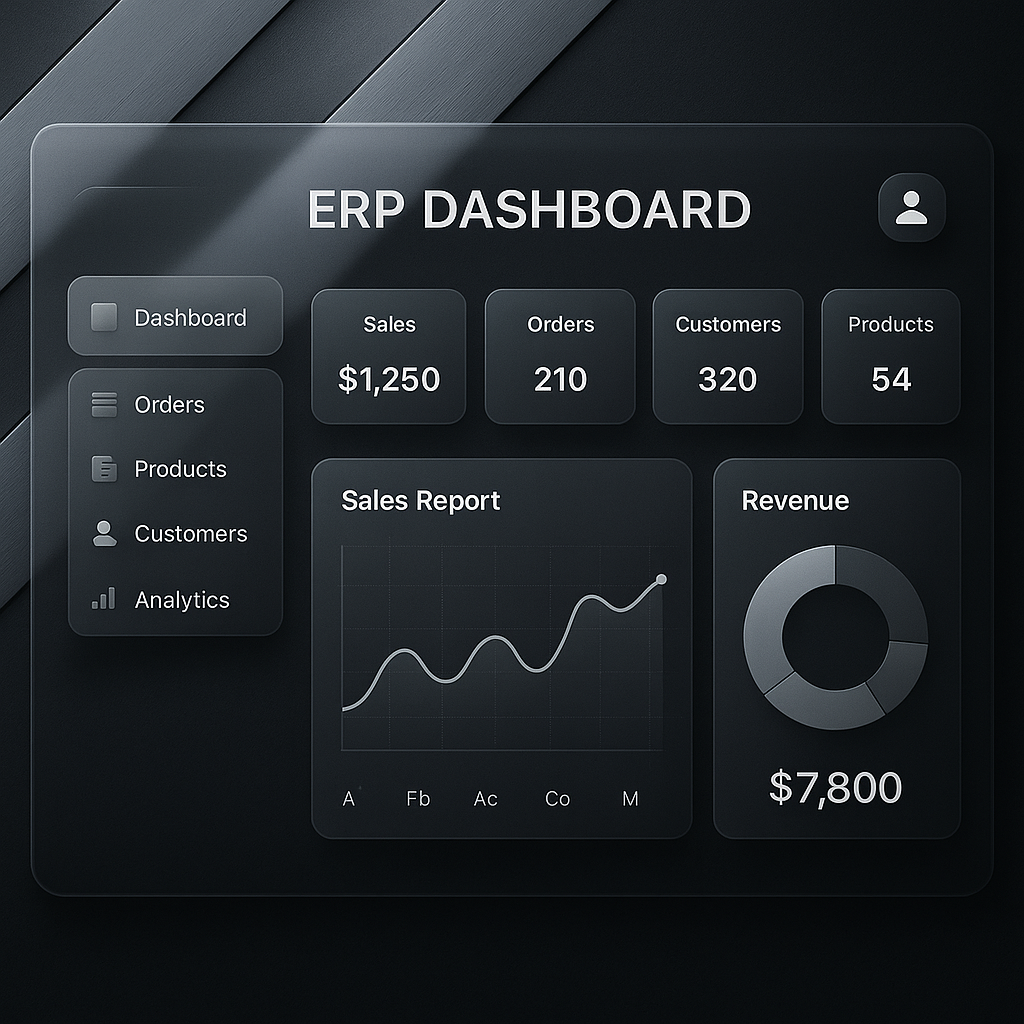 ERP DASHBOARD
Dashboard
Orders
Products
Customers
Analytics
Sales
$1,250
Orders
210
Customers
320
Products
54
Sales Report
A Fb Ac Co M
Revenue
$7,800